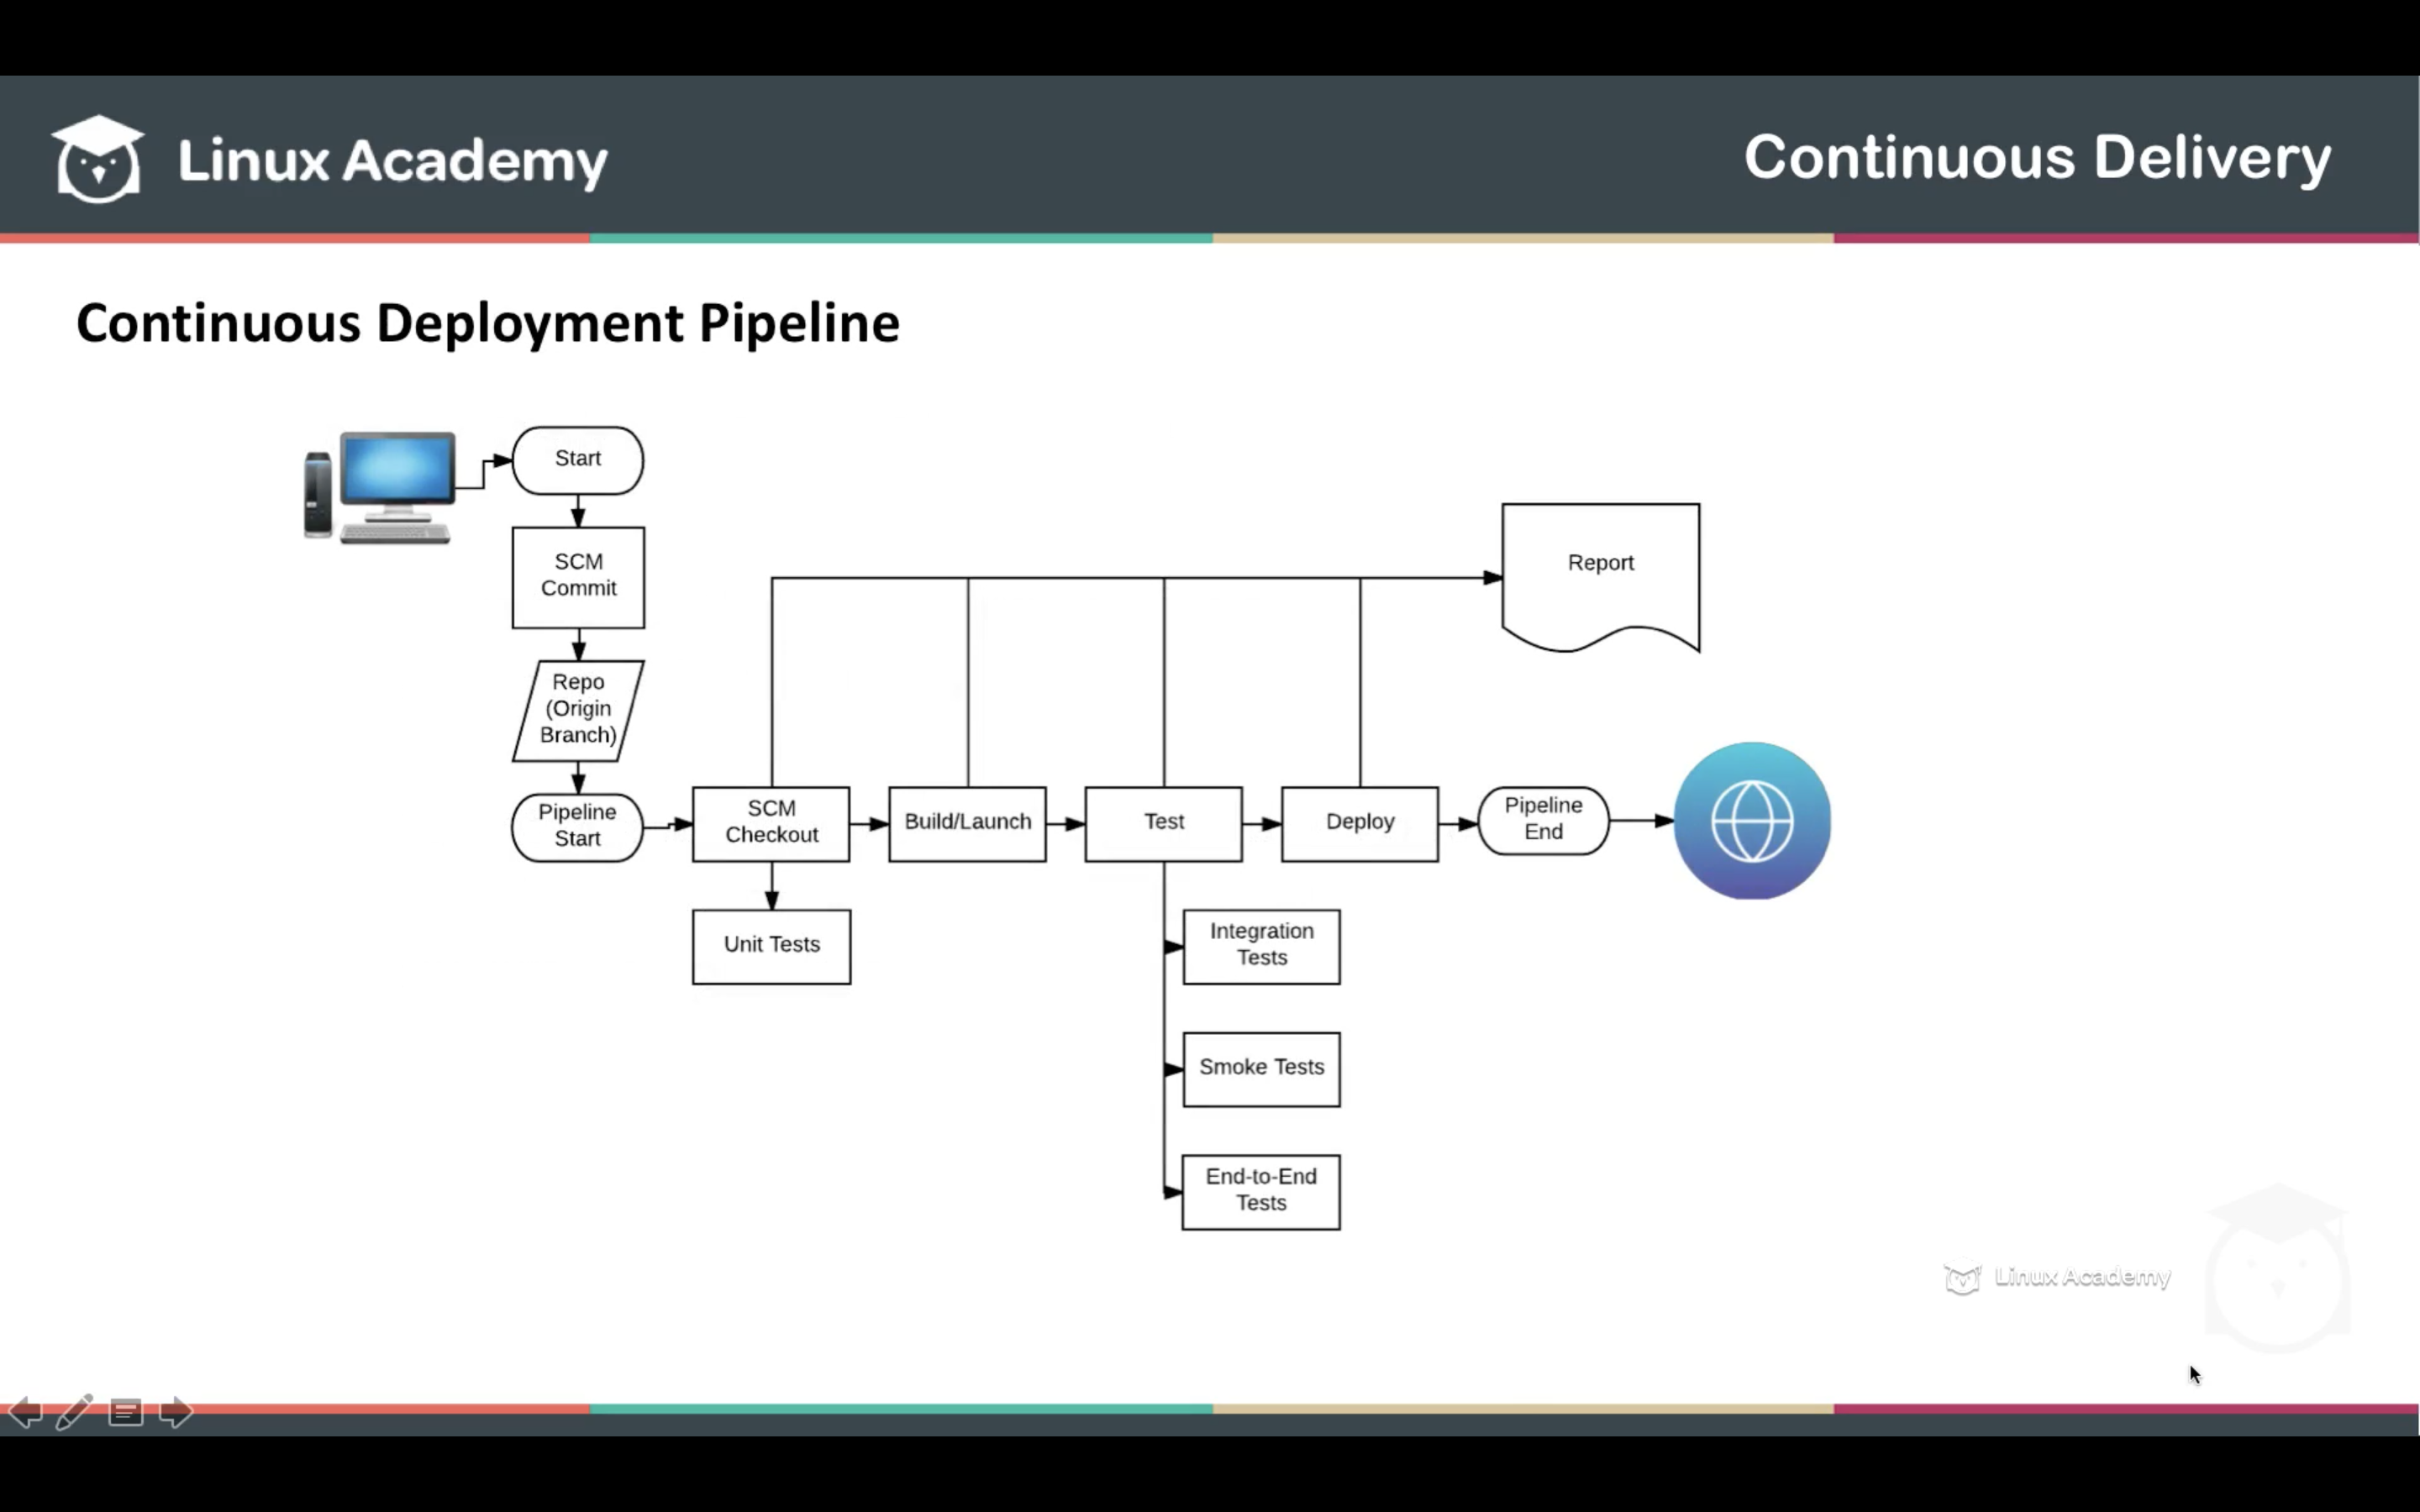 Linux Academy
Continuous Delivery
Continuous Deployment Pipeline
Start
SCM
Commit
Repo
(Origin
Branch)
Pipeline
Start
SCM
Checkout
Build/Launch
Test
Deploy
Pipeline
End
Report
Unit Tests
Integration
Tests
Smoke Tests
End-to-End
Tests
Linux Academy